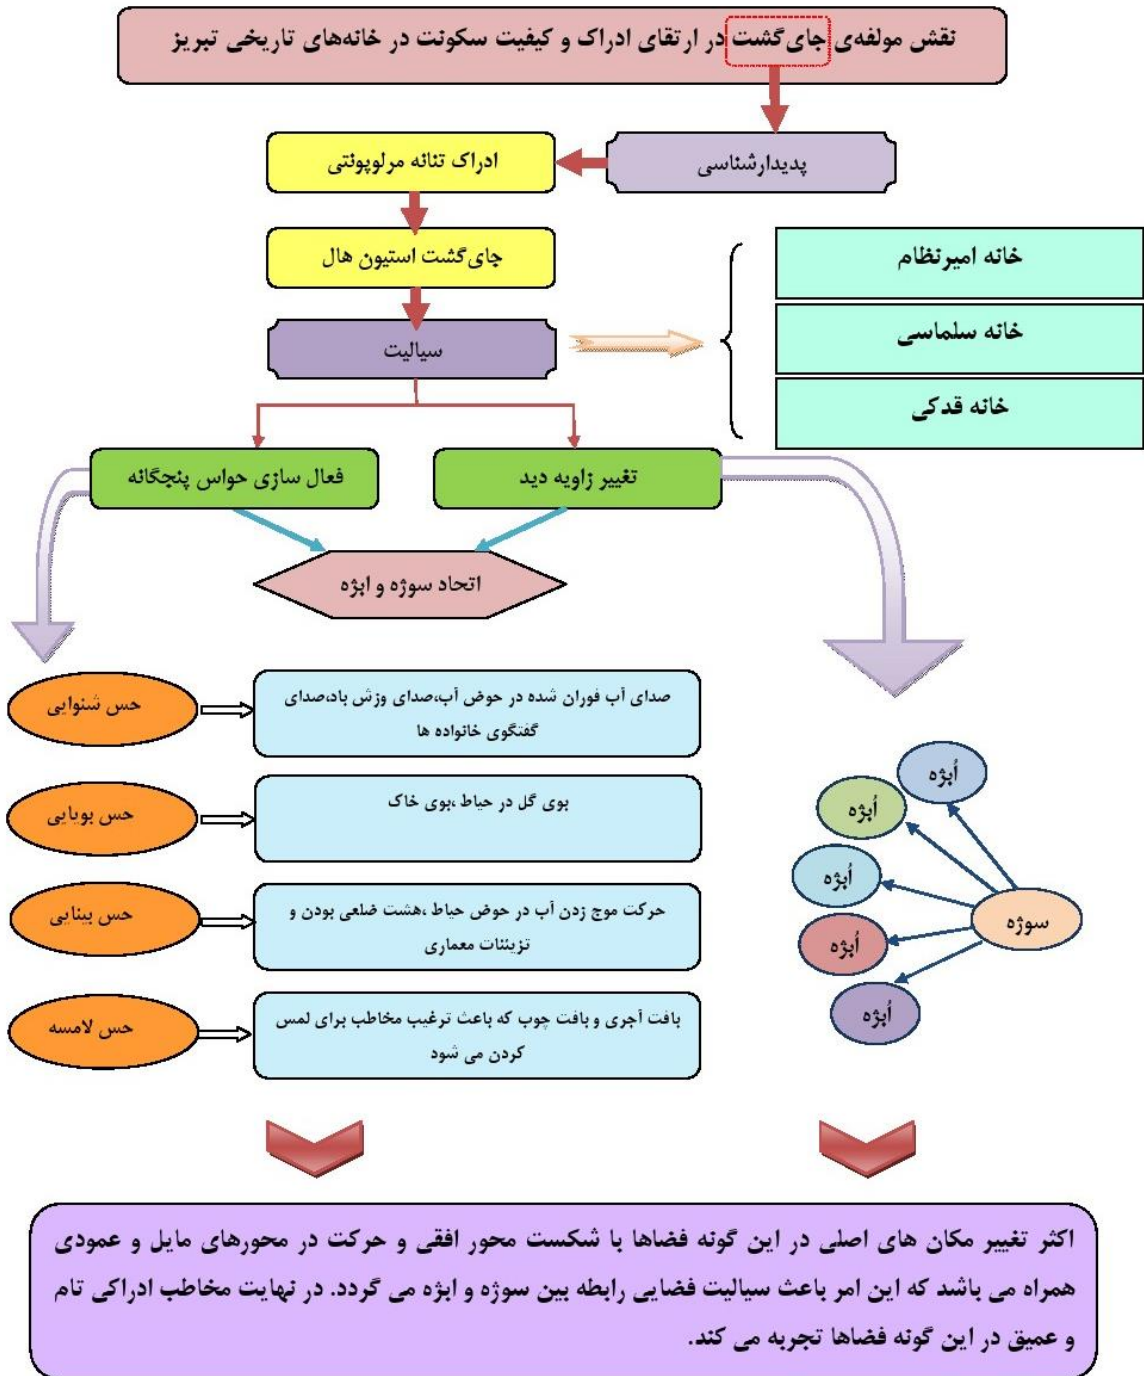 نقش مولفه‌ی جای‌گشت در ارتقای ادراک و کیفیت سکونت در خانه‌های تاریخی تبریز
پدیدارشناسی
ادراک تنانه مرلوپونتی
جای‌گشت استیون هال
سیالیت
خانه امیرنظام
خانه سلماسی
خانه قدکی
تغییر زاویه دید
فعال سازی حواس پنجگانه
اتحاد سوژه و ابژه
حس شنوایی
صدای آب فوران شده در حوض آب،صدای وزش باد،صدای
گفتگوی خانواده ها
حس بویایی
بوی گل در حیاط ،بوی خاک
حس بینایی
حرکت موج زدن آب در حوض حیاط ،هشت ضلعی بودن و
تزیئنات معماری
حس لامسه
بافت آجری و بافت چوب که باعث ترغیب مخاطب برای لمس
کردن می شود
اُبژه
اُبژه
اُبژه
اُبژه
اُبژه
سوژه
اکثر تغییر مکان های اصلی در این گونه فضاها با شکست محور افقی و حرکت در محورهای مایل و عمودی
همراه می باشد که این امر باعث سیالیت فضایی رابطه بین سوژه و ابژه می گردد. در نهایت مخاطب ادراکی تام
و عمیق در این گونه فضاها تجربه می کند.